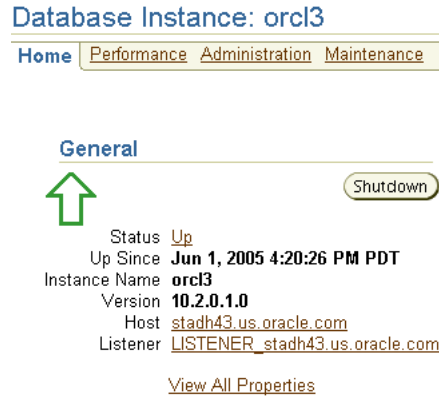 Database Instance: orcl3
Home Performance Administration Maintenance
General
Shutdown
Status Up
Up Since Jun 1, 2005 4:20:26 PM PDT
Instance Name orcl3
Version 10.2.0.1.0
Host stadh43.us.oracle.com
Listener LISTENER_stadh43.us.oracle.com
View All Properties